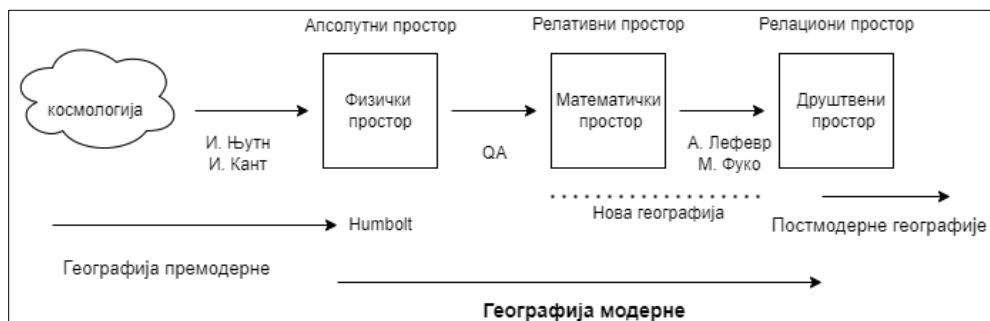 Апсолутни простор
Релативни простор
Релациони простор
космологија
И. Њутн
И. Кант
Физички
простор
QA
Математички
простор
А. Лефевр
М. Фуко
Друштвени
простор
Нова географија
Постмодерне географије
Humbolt
Географија премодерне
Географија модерне